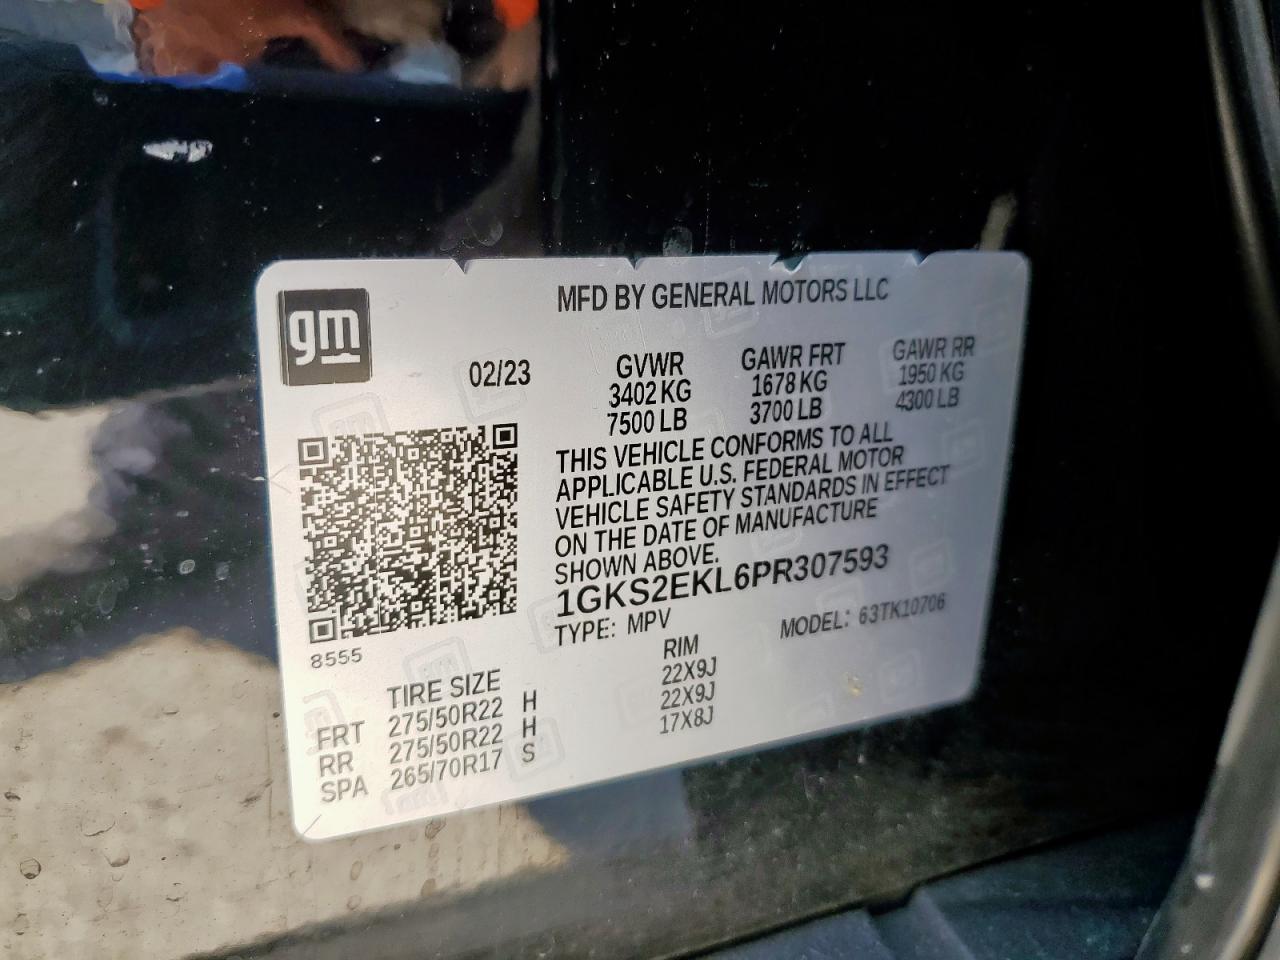 gm
MFD BY GENERAL MOTORS LLC
02/23
GVWR GAWR FRT GAWR RR
3402 KG 1678 KG 1950 KG
7500 LB 3700 LB 4300 LB
THIS VEHICLE CONFORMS TO ALL
APPLICABLE U.S. FEDERAL MOTOR
VEHICLE SAFETY STANDARDS IN EFFECT
ON THE DATE OF MANUFACTURE
SHOWN ABOVE.
1GKS2EKL6PR307593
TYPE: MPV MODEL: 63TK10706
8555
TIRE SIZE RIM
FRT 275/50R22 H 22X9J
RR 275/50R22 H 22X9J
SPA 265/70R17 S 17X8J